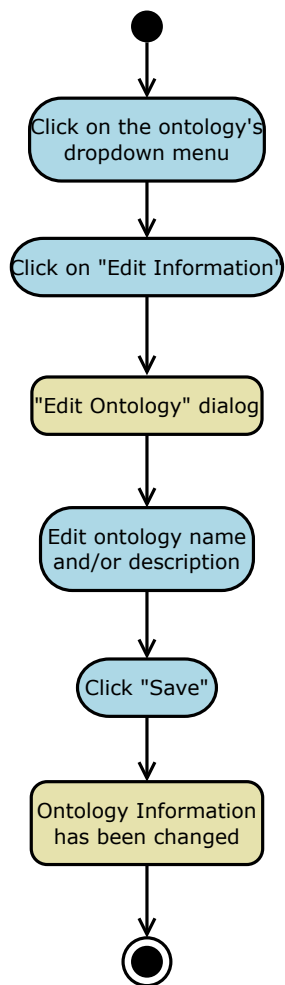 Click on the ontology's
dropdown menu
Click on "Edit Information"
"Edit Ontology" dialog
Edit ontology name
and/or description
Click "Save"
Ontology Information
has been changed